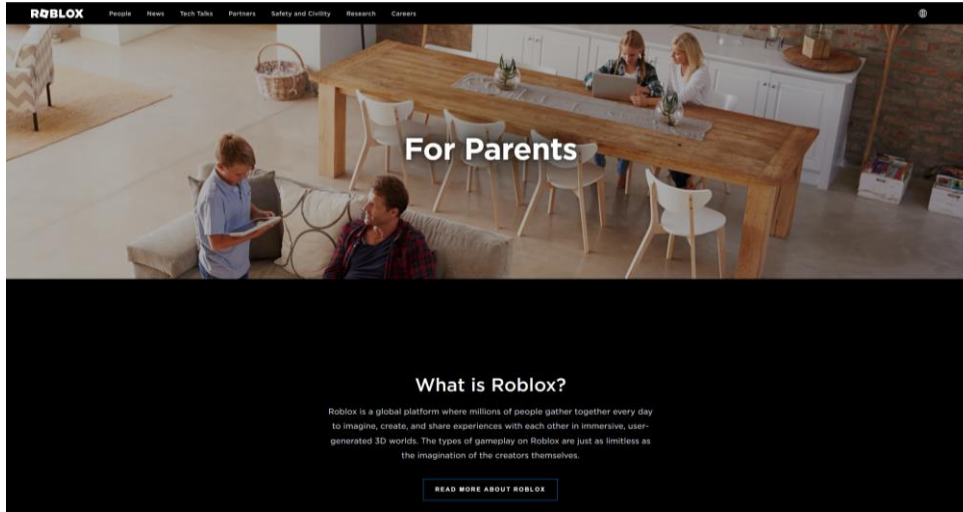 ROBLOX People News Tech Talks Partners Safety and Civility Research Careers
For Parents
What is Roblox?
Roblox is a global platform where millions of people gather together every day
to imagine, create, and share experiences with each other in immersive, user-
generated 3D worlds. The types of gameplay on Roblox are just as limitless as
the imagination of the creators themselves.
READ MORE ABOUT ROBLOX